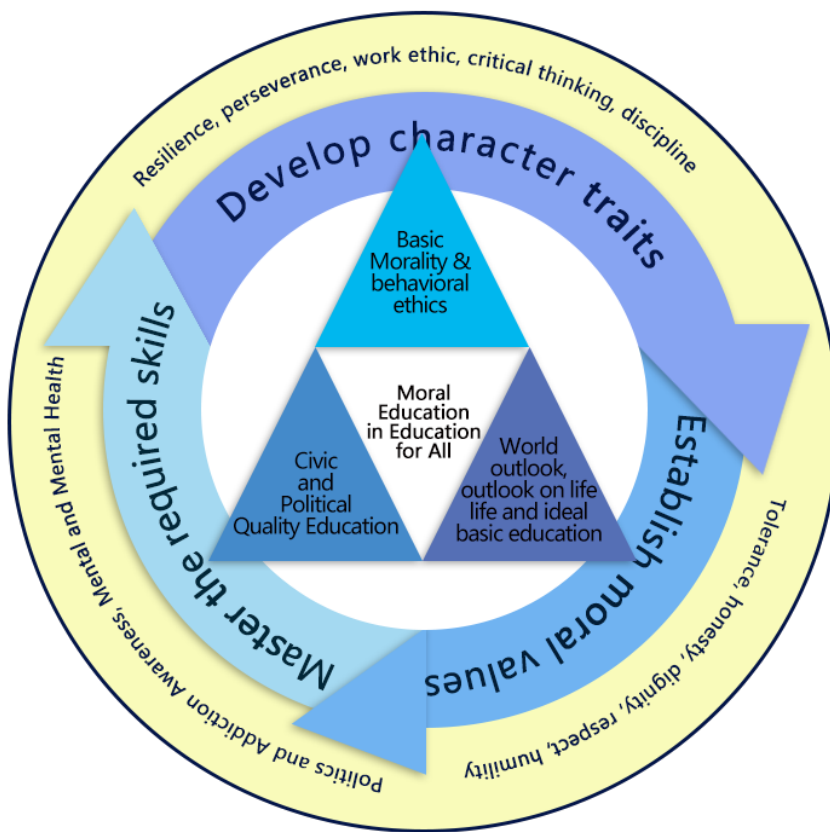 Resilience, perseverance, work ethic, critical thinking, discipline
Develop character traits
Basic
Morality &
behavioral
ethics
Moral
Education
in Education
for All
Civic
and
Political
Quality Education
World
outlook,
outlook on life
life and ideal
basic education
Establish moral values
Tolerance, honesty, dignity, respect, humility
Master the required skills
Politics and Addiction Awareness, Mental and Mental Health